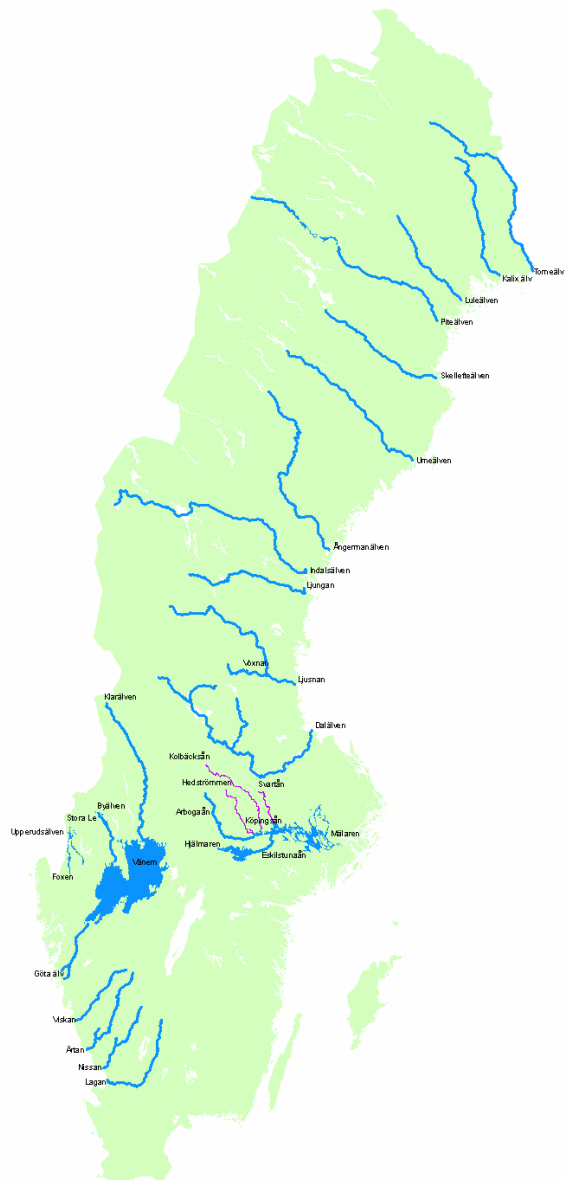 Torneälv
Kalix älv
Luleälven
Piteälven
Skellefteälven
Umeälven
Ångermanälven
Indalsälven
Ljungan
Voxnan
Ljusnan
Klarälven
Dalälven
Kolbäcksån
Hedströmmen
Svartån
Byälven
Arbogaån
Stora Le
Köpingsån
Upperudsälven
Mälaren
Hjälmaren
Eskilstunaån
Vänern
Foxen
Göta älv
Viskan
Ärtan
Nissan
Lagan